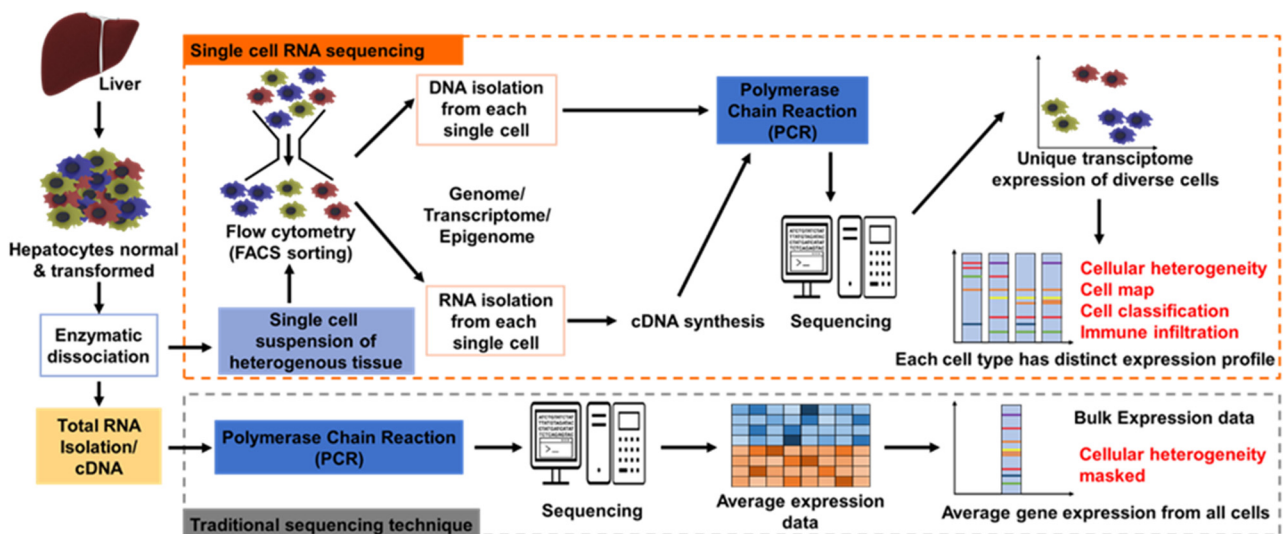 Liver
Hepatocytes normal
& transformed
Enzymatic
dissociation
Total RNA
Isolation/
cDNA
Single cell RNA sequencing
Flow cytometry
(FACS sorting)
Single cell
suspension of
heterogenous tissue
DNA isolation
from each
single cell
Genome/
Transcriptome/
Epigenome
RNA isolation
from each
single cell
cDNA synthesis
Polymerase
Chain Reaction
(PCR)
Sequencing
Unique transciptome
expression of diverse cells
Cellular heterogeneity
Cell map
Cell classification
Immune infiltration
Each cell type has distinct expression profile
Polymerase Chain Reaction
(PCR)
Sequencing
Average expression
data
Bulk Expression data
Cellular heterogeneity
masked
Average gene expression from all cells
Traditional sequencing technique